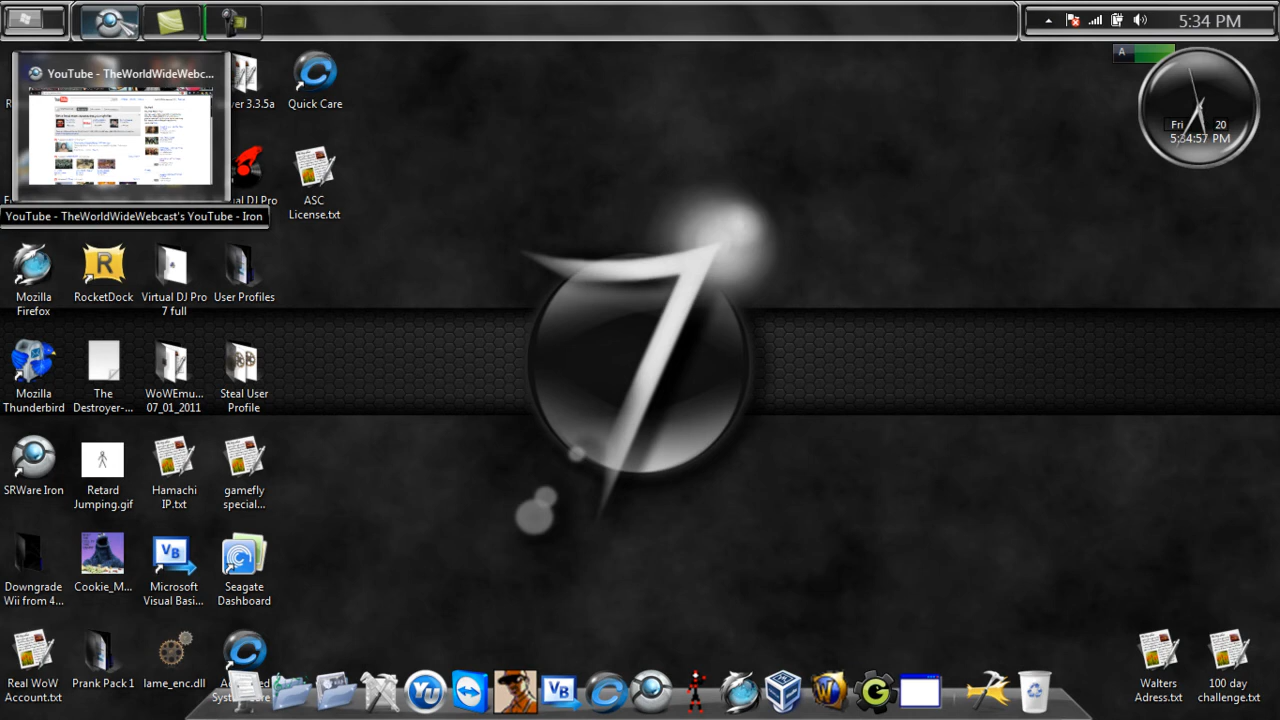 5:34 PM
A
YouTube - TheWorldWideWebc...
YouTube - TheWorldWideWebcast's YouTube - Iron
3.3.5a
Quick Care
DJ Pro
ASC
License.txt
Fri 20
5:34:57 PM
7
Mozilla
Firefox
R
RocketDock
Virtual DJ Pro
7 full
User Profiles
Mozilla
Thunderbird
The
Destroyer-...
WoWEmu...
07_01_2011
Steal User
Profile
SRWare Iron
Retard
Jumping.gif
Hamachi
IP.txt
gamefly
special...
VB
Downgrade
Wii from 4...
Cookie_M...
Microsoft
Visual Basi...
Seagate
Dashboard
Real WoW
Account.txt
Prank Pack 1
lame_enc.dll
VB
W
Walters
Adress.txt
100 day
challenge.txt